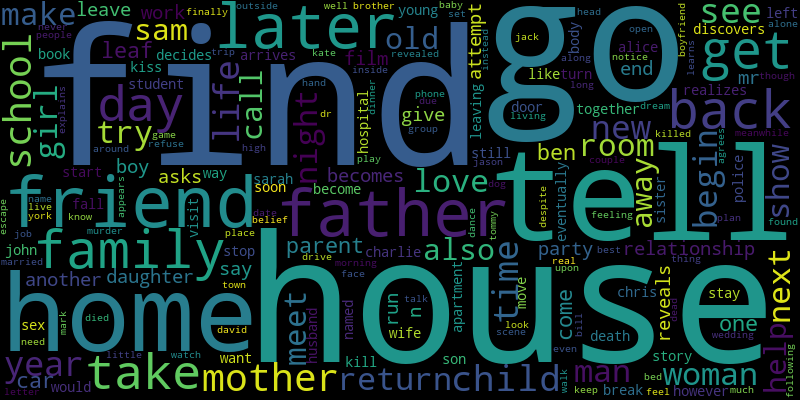 find
go
tell
house
home
friend
father
family
later
back
day
take
mother
return
child
school
girl
life
night
call
try
sam
make
leave
work
finally
outside
well
brother
baby
set
head
open
boyfriend
never
people
young
old
see
left
alone
discovers
get
though
book
leaf
film
trip
arrives
decides
kiss
student
kate
inside
hand
dinner
phone
due
group
hospital
attempt
leaving
jack
along
body
alice
like
turn
long
notice
learns
mr
realizes
end
explains
around
game
refuse
high
dr
play
give
door
together
living
dream
new
killed
meanwhile
still
jason
couple
agrees
room
ben
away
begin
show
police
plan
found
start
boy
asks
way
soon
sarah
becomes
become
love
dog
tommy
dance
despite
eventually
feeling
sister
escape
name
live
york
fall
know
appears
visit
date
belief
place
job
murder
john
stop
parent
charlie
also
party
real
best
relationship
upon
thing
next
married
another
daughter
say
town
drive
morning
face
apartment
time
move
come
chris
reveals
stay
one
sex
mark
died
david
need
meet
husband
named
run
talk
n
look
scene
bill
death
dead
wedding
woman
help
year
car
would
little
watch
want
wife
kill
son
even
walk
man
story
keep
break
bed
feel
however
much
following
letter
revealed
instead